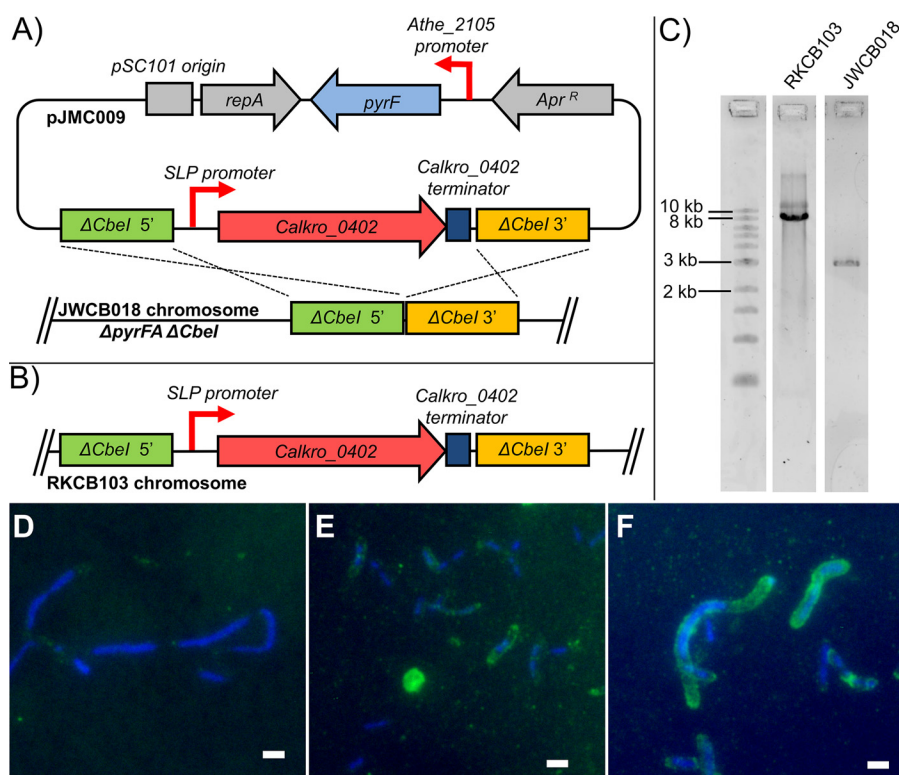 A)
Athe_2105
promoter
pSC101 origin
repA
pyrF
Apr R
pJMC009
SLP promoter
Calkro_0402
terminator
ΔCbeI 5’
Calkro_0402
ΔCbeI 3’
JWCB018 chromosome
ΔpyrFA ΔCbeI
ΔCbeI 5’
ΔCbeI 3’
B)
SLP promoter
Calkro_0402
terminator
ΔCbeI 5’
Calkro_0402
ΔCbeI 3’
RKCB103 chromosome
C)
RKCB103
JWCB018
10 kb
8 kb
3 kb
2 kb
D
E
F